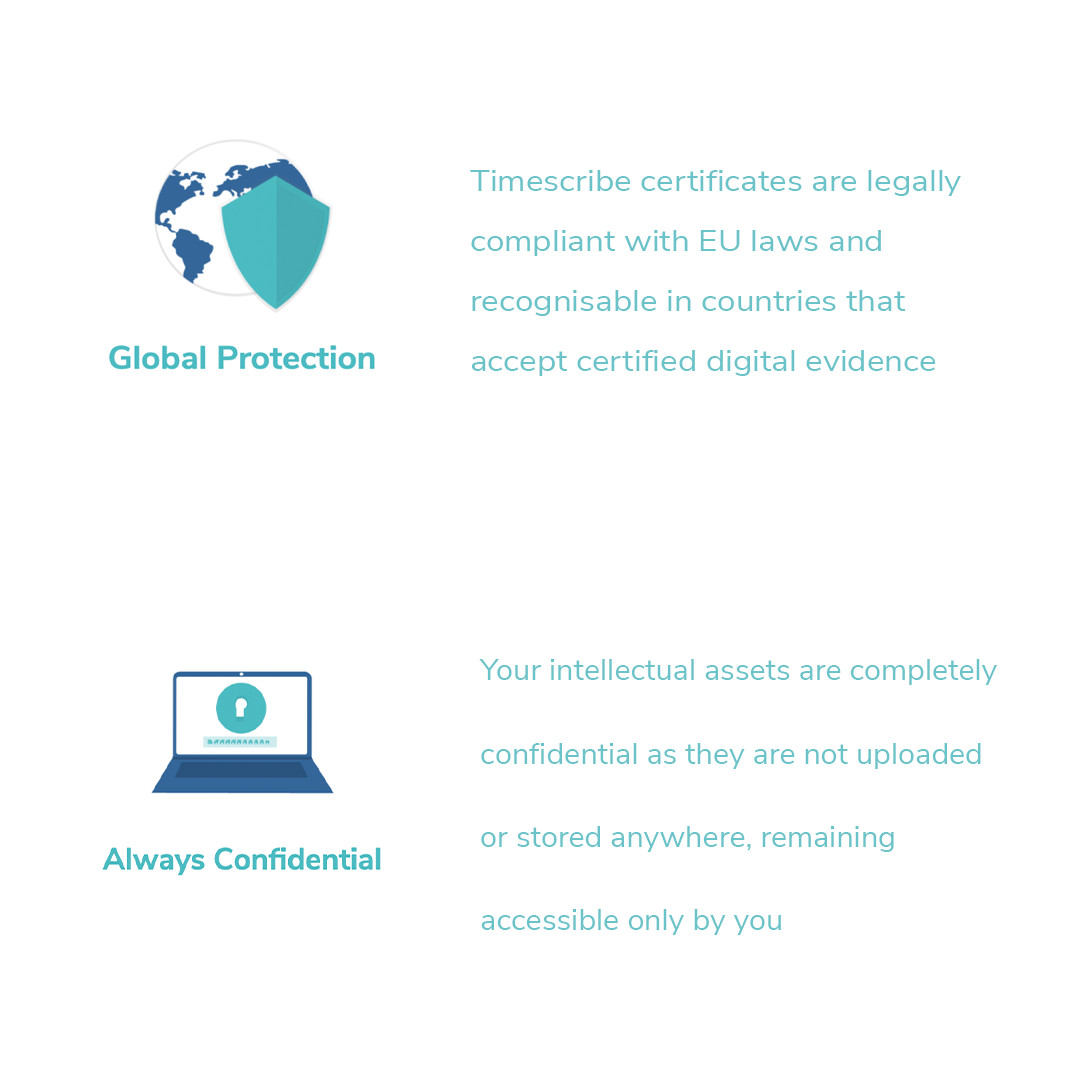 Timescribe certificates are legally
compliant with EU laws and
recognisable in countries that
accept certified digital evidence
Global Protection
Your intellectual assets are completely
confidential as they are not uploaded
or stored anywhere, remaining
accessible only by you
Always Confidential